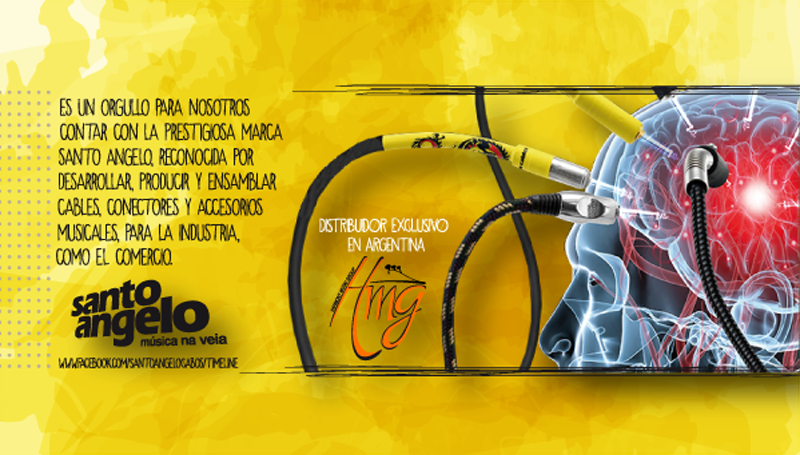 ES UN ORGULLO PARA NOSOTROS
CONTAR CON LA PRESTIGIOSA MARCA
SANTO ANGELO, RECONOCIDA POR
DESARROLLAR, PRODUCIR Y ENSAMBLAR
CABLES, CONECTORES Y ACCESORIOS
MUSICALES, PARA LA INDUSTRIA,
COMO EL COMERCIO.
santo
angelo
música na veia
WWW.FACEBOOK.COM/SANTOANGELOCABOS/TIMELINE
DISTRIBUIDOR EXCLUSIVO
EN ARGENTINA
Hmg